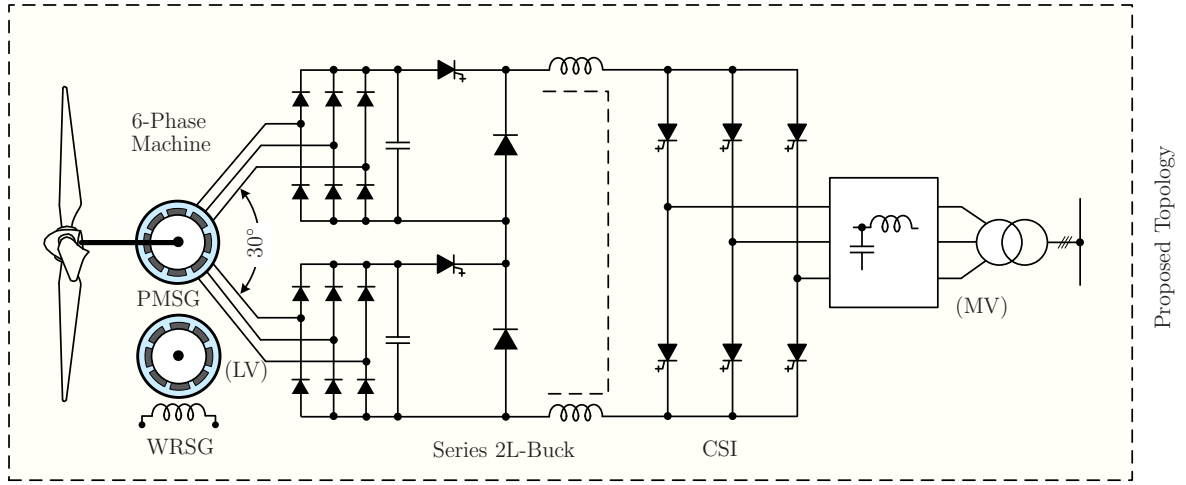 6-Phase
Machine
30°
PMSG
(LV)
WRSG
Series 2L-Buck
CSI
(MV)
Proposed Topology